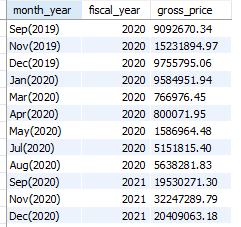 month_year fiscal_year gross_price
Sep(2019) 2020 9092670.34
Nov(2019) 2020 15231894.97
Dec(2019) 2020 9755795.06
Jan(2020) 2020 9584951.94
Mar(2020) 2020 766976.45
Apr(2020) 2020 800071.95
May(2020) 2020 1586964.48
Jul(2020) 2020 5151815.40
Aug(2020) 2020 5638281.83
Sep(2020) 2021 19530271.30
Nov(2020) 2021 32247289.79
Dec(2020) 2021 20409063.18